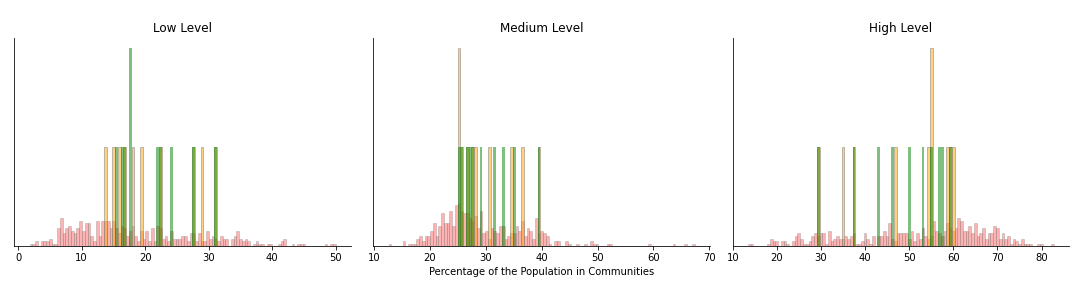 Low Level
Medium Level
High Level
0 10 20 30 40 50
10 20 30 40 50 60 70
10 20 30 40 50 60 70 80
Percentage of the Population in Communities